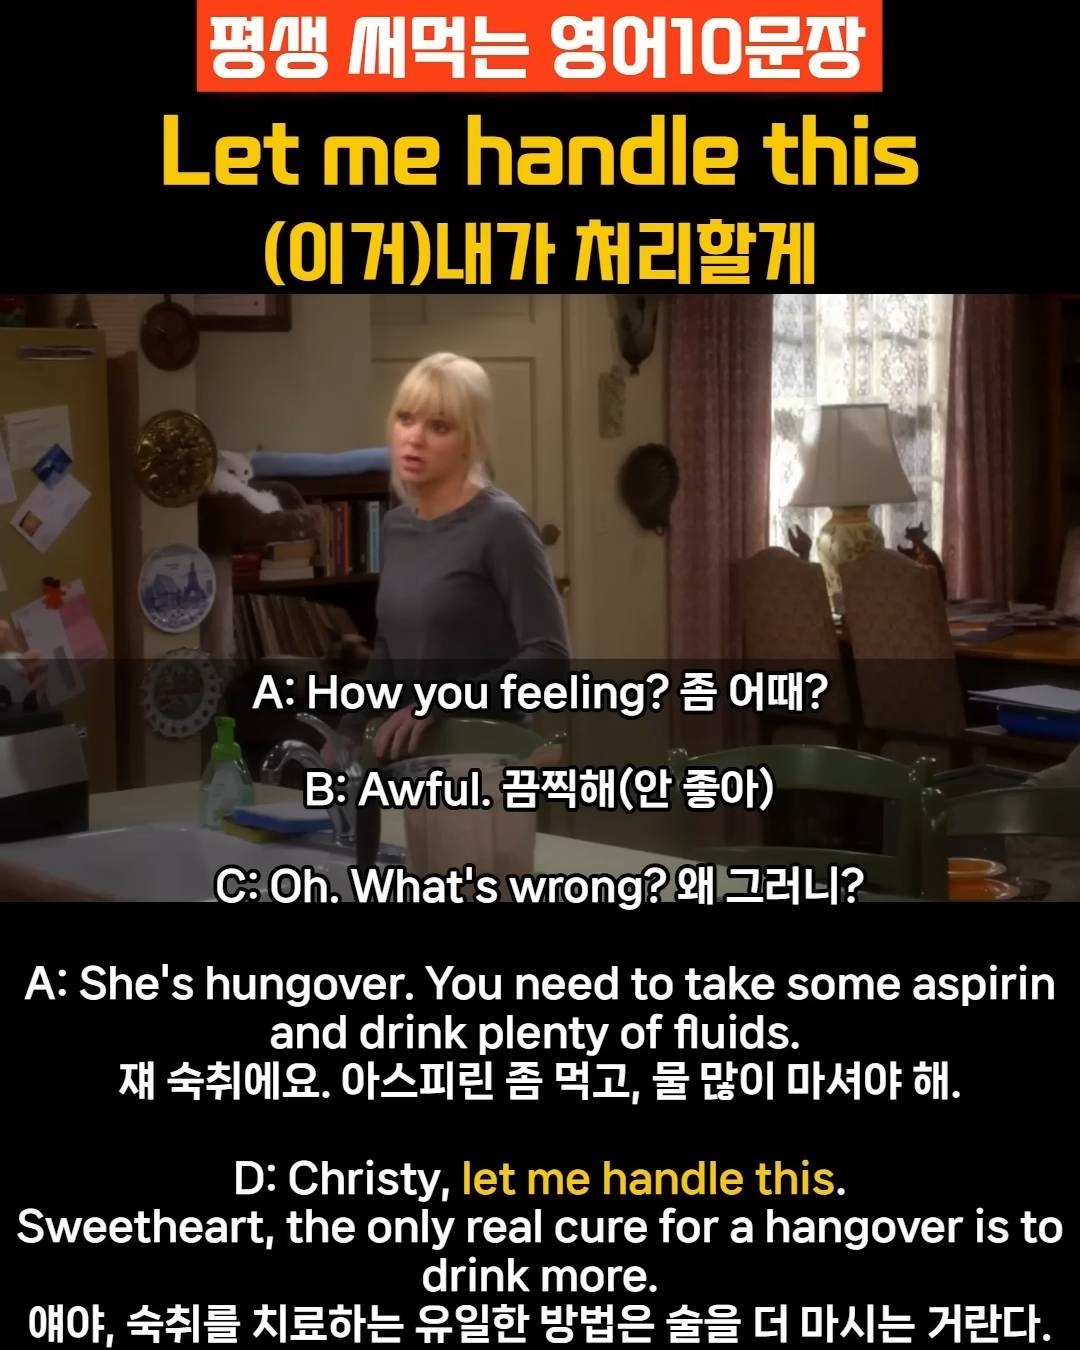 평생 써먹는 영어10문장
Let me handle this
(이거)내가 처리할게
A: How you feeling? 좀 어때?
B: Awful. 끔찍해(안 좋아)
C: Oh. What's wrong? 왜 그러니?
A: She's hungover. You need to take some aspirin
and drink plenty of fluids.
쟤 숙취에요. 아스피린 좀 먹고, 물 많이 마셔야 해.
D: Christy, let me handle this.
Sweetheart, the only real cure for a hangover is to
drink more.
얘야, 숙취를 치료하는 유일한 방법은 술을 더 마시는 거란다.